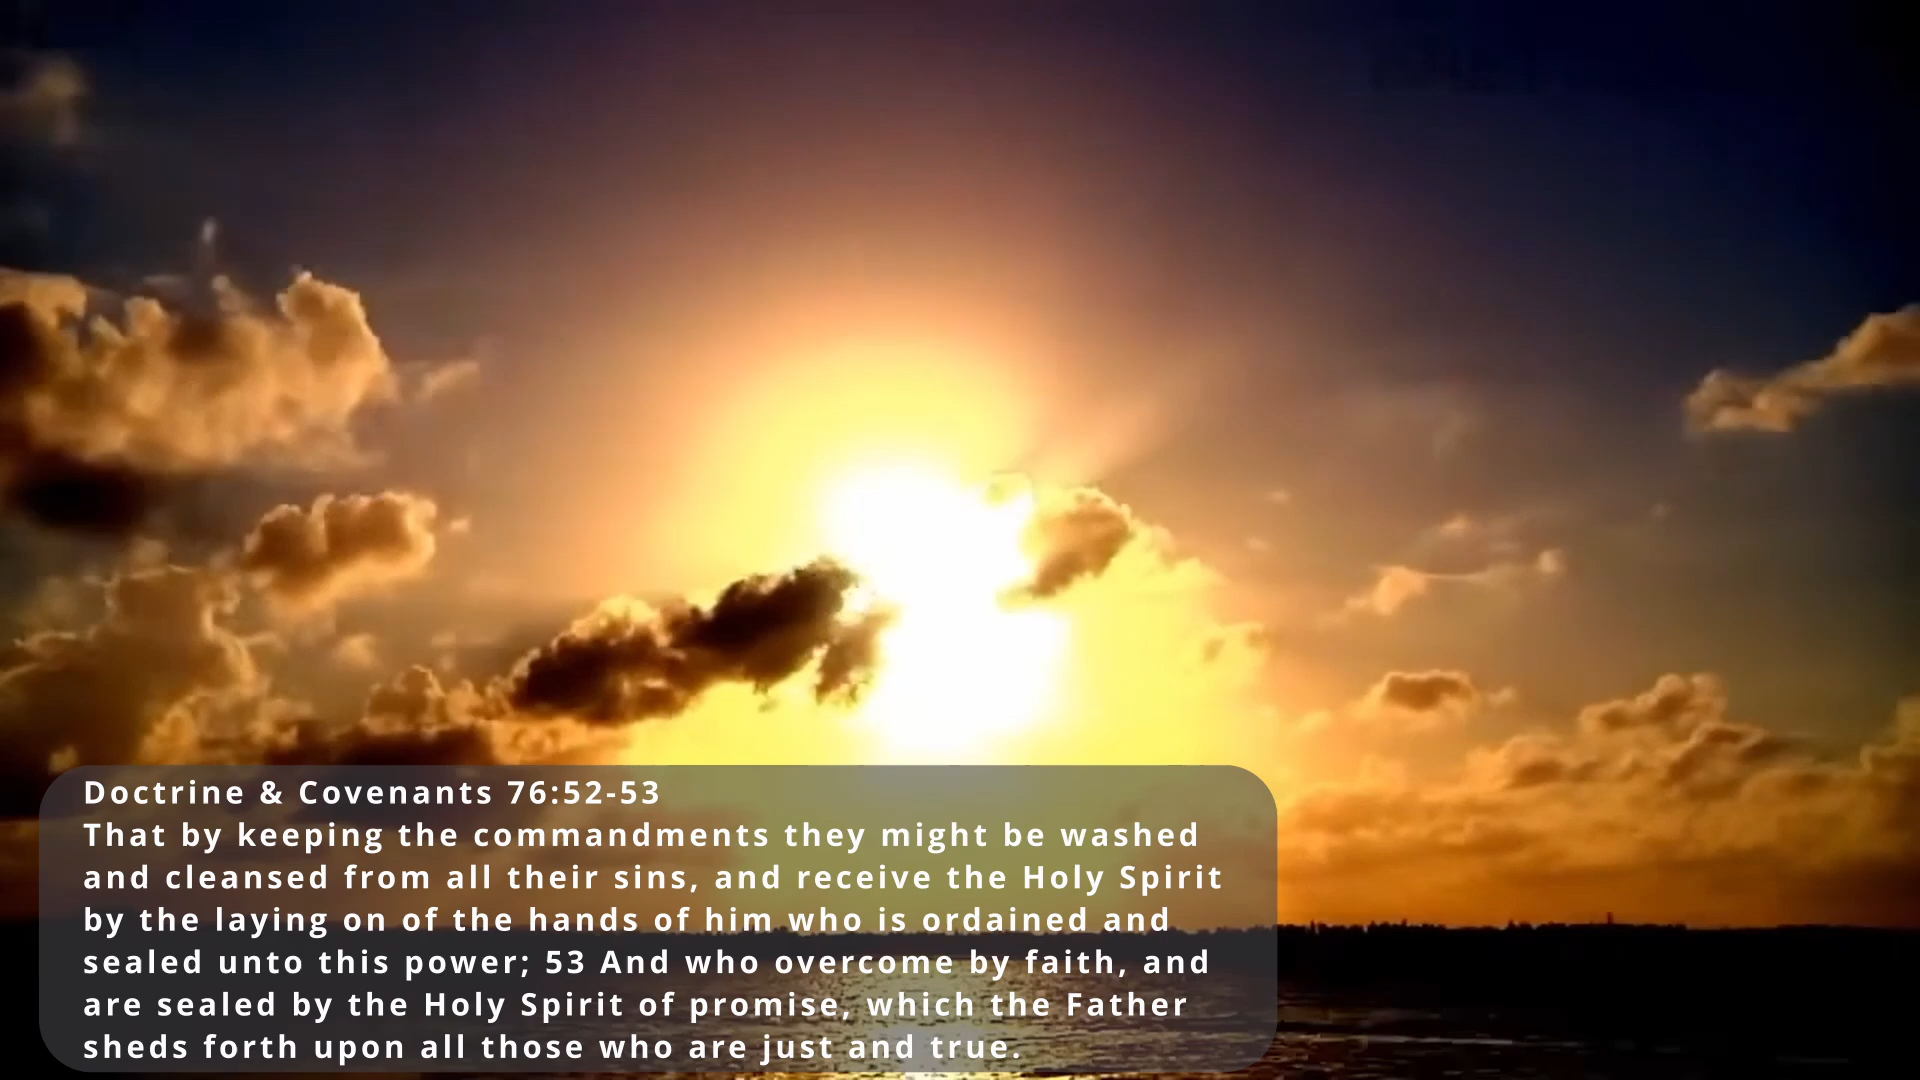 Doctrine & Covenants 76:52-53
That by keeping the commandments they might be washed
and cleansed from all their sins, and receive the Holy Spirit
by the laying on of the hands of him who is ordained and
sealed unto this power; 53 And who overcome by faith, and
are sealed by the Holy Spirit of promise, which the Father
sheds forth upon all those who are just and true.